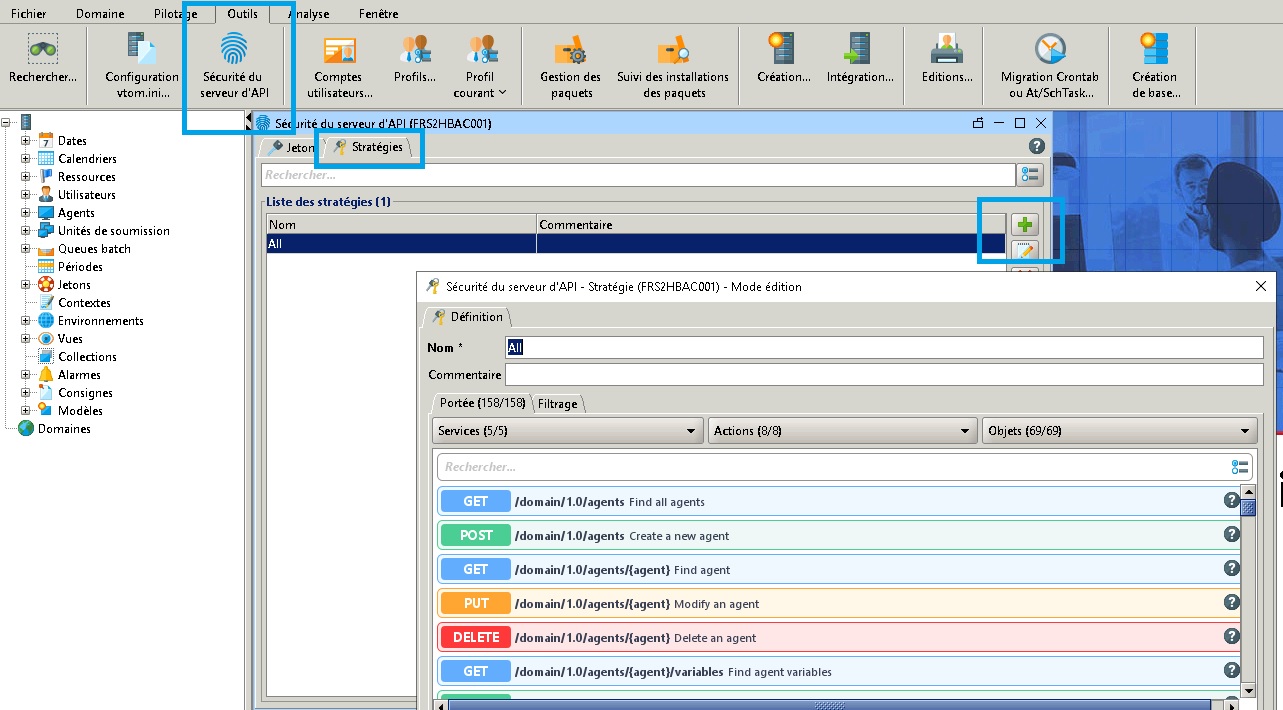 Fichier Domaine Pilotage Outils Analyse Fenêtre
Rechercher...
Configuration
vtom.ini...
Sécurité du
serveur d'API
Comptes
utilisateurs...
Profils...
Profil
courant
Gestion des
paquets
Suivi des installations
des paquets
Création...
Intégration...
Editions...
Migration Crontab
ou At/SchTask...
Création
de base...
Dates
Calendriers
Ressources
Utilisateurs
Agents
Unités de soumission
Queues batch
Périodes
Jetons
Contextes
Environnements
Vues
Collections
Alarmes
Consignes
Modèles
Domaines
Sécurité du serveur d'API (FRS2HBAC001)
Jeton Stratégies
Rechercher...
Liste des stratégies (1)
Nom Commentaire
All
Sécurité du serveur d'API - Stratégie (FRS2HBAC001) - Mode édition
Définition
Nom * All
Commentaire
Portée {158/158} Filtrage
Services {5/5} Actions {8/8} Objets {69/69}
Rechercher...
GET /domain/1.0/agents Find all agents
POST /domain/1.0/agents Create a new agent
GET /domain/1.0/agents/{agent} Find agent
PUT /domain/1.0/agents/{agent} Modify an agent
DELETE /domain/1.0/agents/{agent} Delete an agent
GET /domain/1.0/agents/{agent}/variables Find agent variables